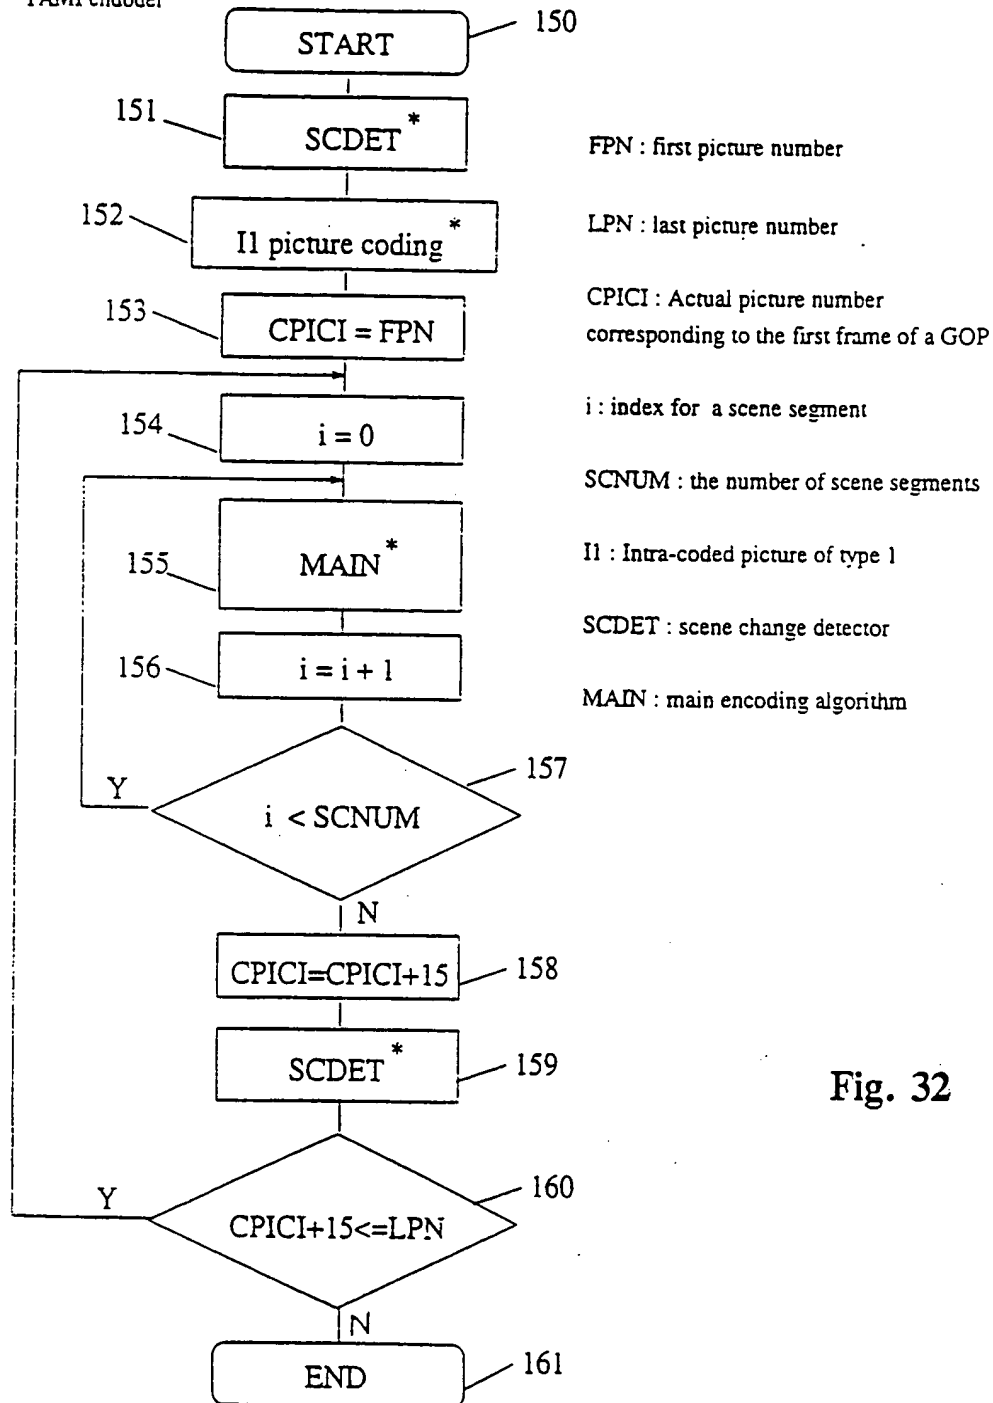 150
START
151
SCDET *
152
I1 picture coding *
153
CPICI = FPN
154
i = 0
155
MAIN *
156
i = i + 1
157
i < SCNUM
Y
N
CPICI=CPICI+15
158
SCDET *
159
160
CPICI+15<=LPN
Y
N
END
161
FPN : first picture number
LPN : last picture number
CPICI : Actual picture number
corresponding to the first frame of a GOP
i : index for a scene segment
SCNUM : the number of scene segments
I1 : Intra-coded picture of type 1
SCDET : scene change detector
MAIN : main encoding algorithm
Fig. 32